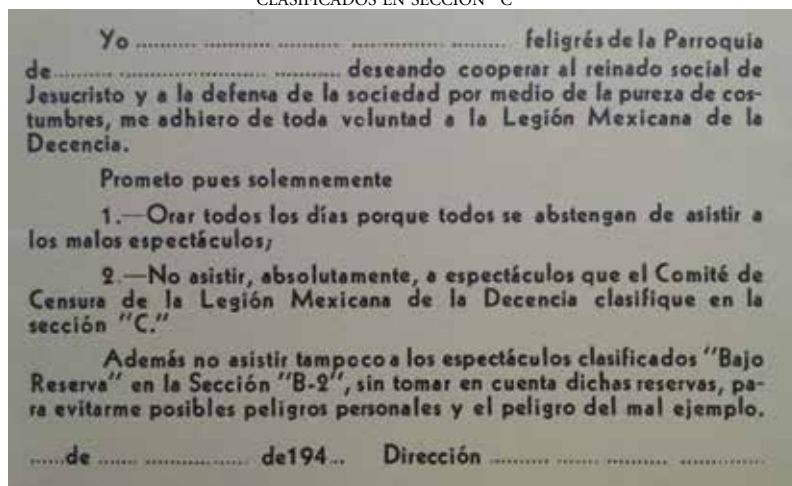 CLASIFICADOS EN SECCIÓN "C"
Yo ........ ........ ........ ........ ........ feligrés de la Parroquia
de ........ ........ ........ deseando cooperar al reinado social de
Jesucristo y a la defensa de la sociedad por medio de la pureza de cos-
tumbres, me adhiero de toda voluntad a la Legión Mexicana de la
Decencia.
Prometo pues solemnemente
1.—Orar todos los días porque todos se abstengan de asistir a
los malos espectáculos;
2.—No asistir, absolutamente, a espectáculos que el Comité de
Censura de la Legión Mexicana de la Decencia clasifique en la
sección "C."
Además no asistir tampoco a los espectáculos clasificados "Bajo
Reserva" en la Sección "B-2", sin tomar en cuenta dichas reservas, pa-
ra evitarme posibles peligros personales y el peligro del mal ejemplo.
......de ....... ................ de194... Dirección .......... ...... ......... .............